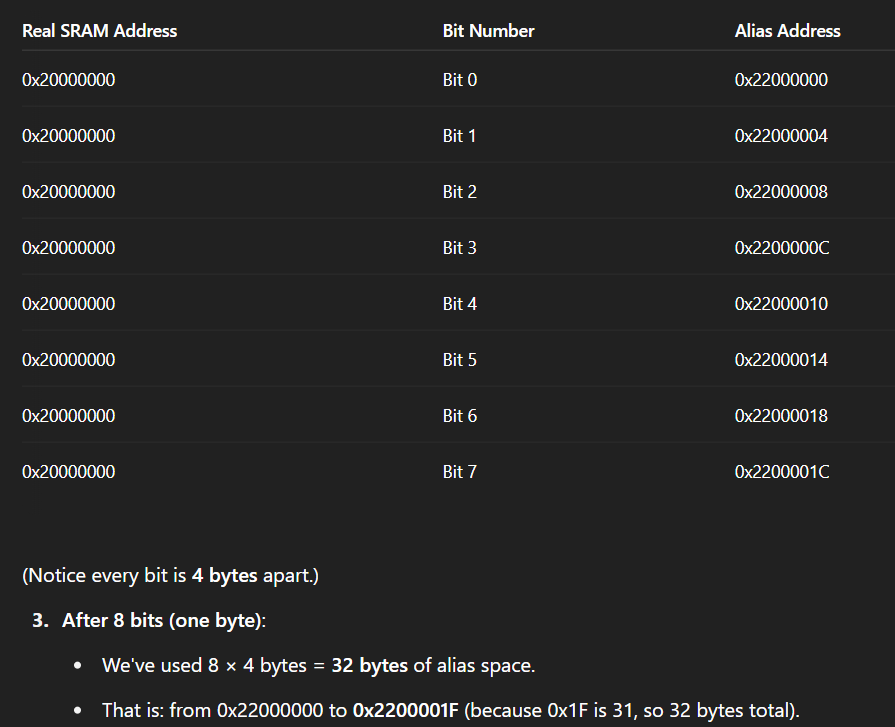 Real SRAM Address Bit Number Alias Address
0x20000000 Bit 0 0x22000000
0x20000000 Bit 1 0x22000004
0x20000000 Bit 2 0x22000008
0x20000000 Bit 3 0x2200000C
0x20000000 Bit 4 0x22000010
0x20000000 Bit 5 0x22000014
0x20000000 Bit 6 0x22000018
0x20000000 Bit 7 0x2200001C
(Notice every bit is 4 bytes apart.)
3. After 8 bits (one byte):
• We've used 8 × 4 bytes = 32 bytes of alias space.
• That is: from 0x22000000 to 0x2200001F (because 0x1F is 31, so 32 bytes total).